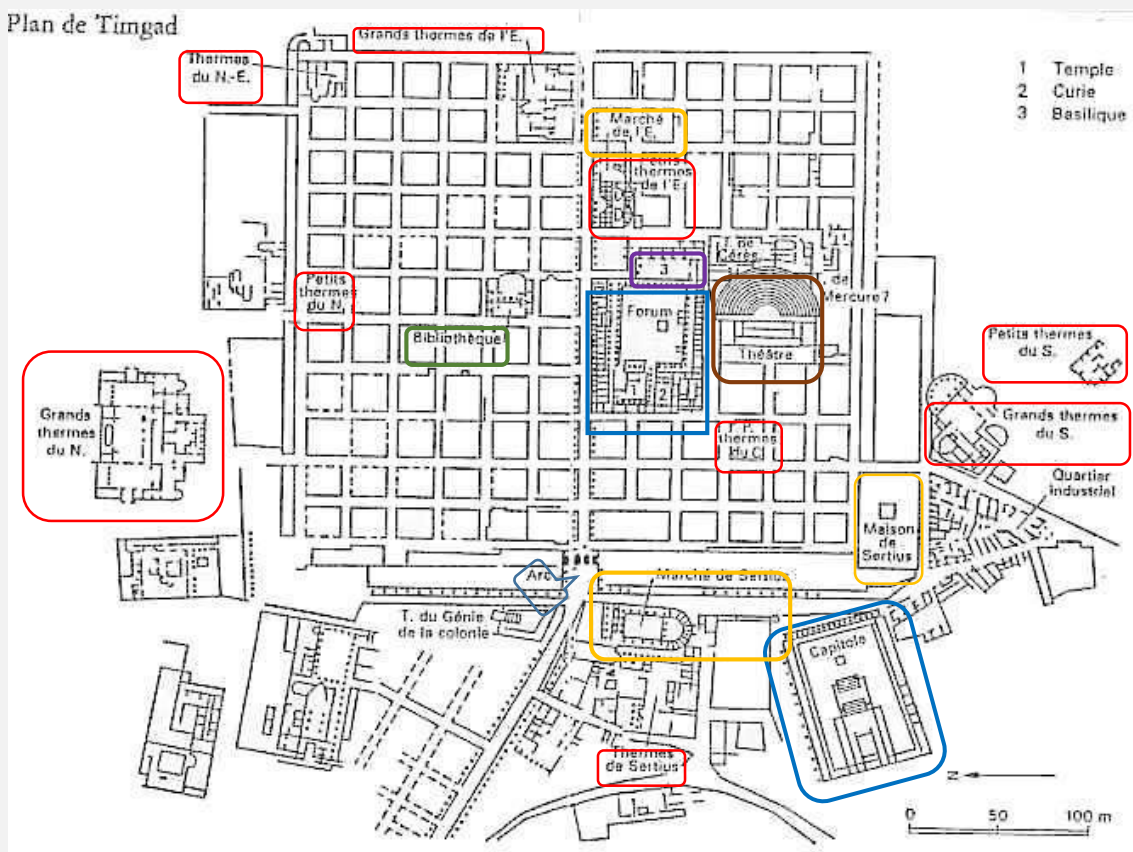 Plan de Timgad
Grands thermes de l'E.
Thermes
du N.-E.
1 Temple
2 Curie
3 Basilique
Marché
de l'E.
Petits
thermes
de l'E.
T. de
Cérès
3
de
Mercure?
Petits
thermes
du N.
Forum
Bibliothèque
Théâtre
1
2
Petits thermes
du S.
Grands
thermes
du N.
Grands thermes
du S.
T. P.
thermes
Quartier
industriel
Maison
de
Sertius
Arc
Marché de Sertius
T. du Génie
de la colonie
Capitole
Thermes
de Sertius
N
0 50 100 m